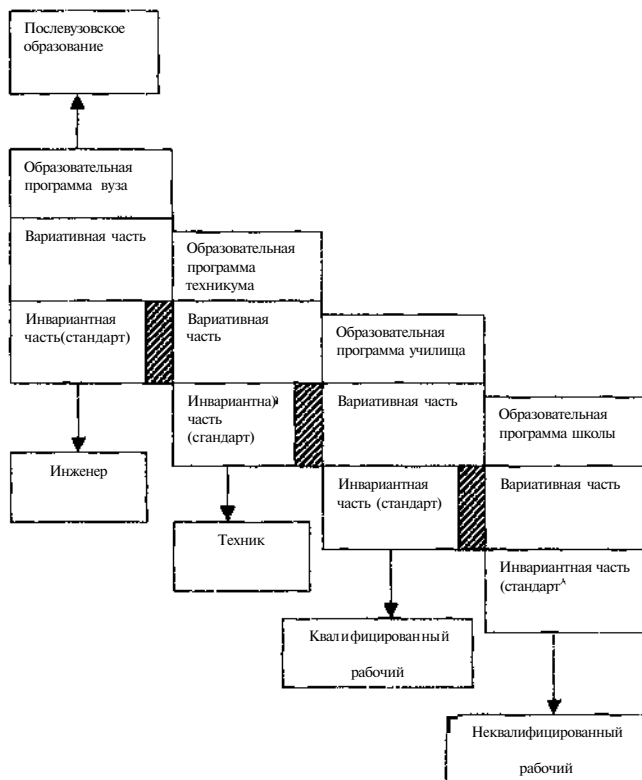 Послевузовское
образование
Образовательная
программа вуза
Вариативная часть
Образовательная
программа
техникума
Инвариантная
часть(стандарт)
Вариативная
часть
Образовательная
программа училища
Инвариантна)я
часть
(стандарт)
Вариативная часть
Образовательная
программа школы
Инженер
Инвариантная
часть (стандарт)
Вариативная часть
Техник
Инвариантная часть
(стандарт^
Квалифицированный
рабочий
Неквалифицированный
рабочий